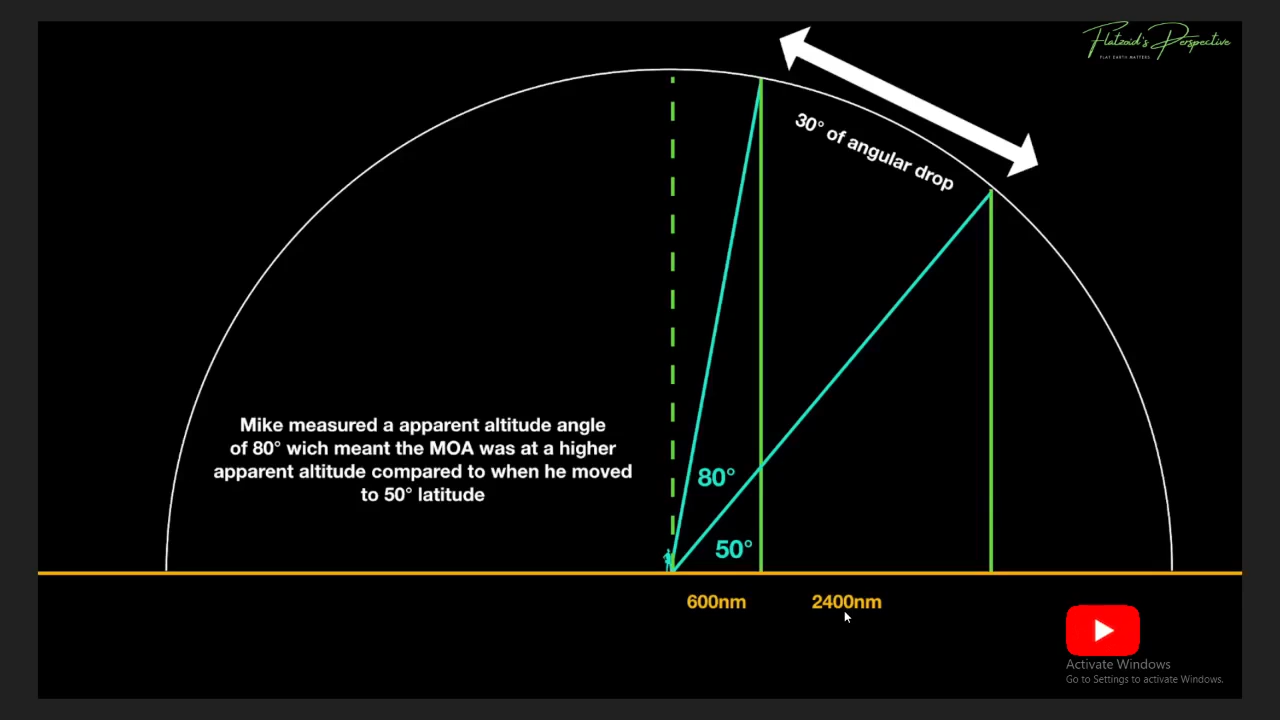 Flatzoid's Perspective
FLAT EARTH MATTERS
30° of angular drop
Mike measured a apparent altitude angle
of 80° wich meant the MOA was at a higher
apparent altitude compared to when he moved
to 50° latitude
80°
50°
600nm
2400nm
Activate Windows
Go to Settings to activate Windows.